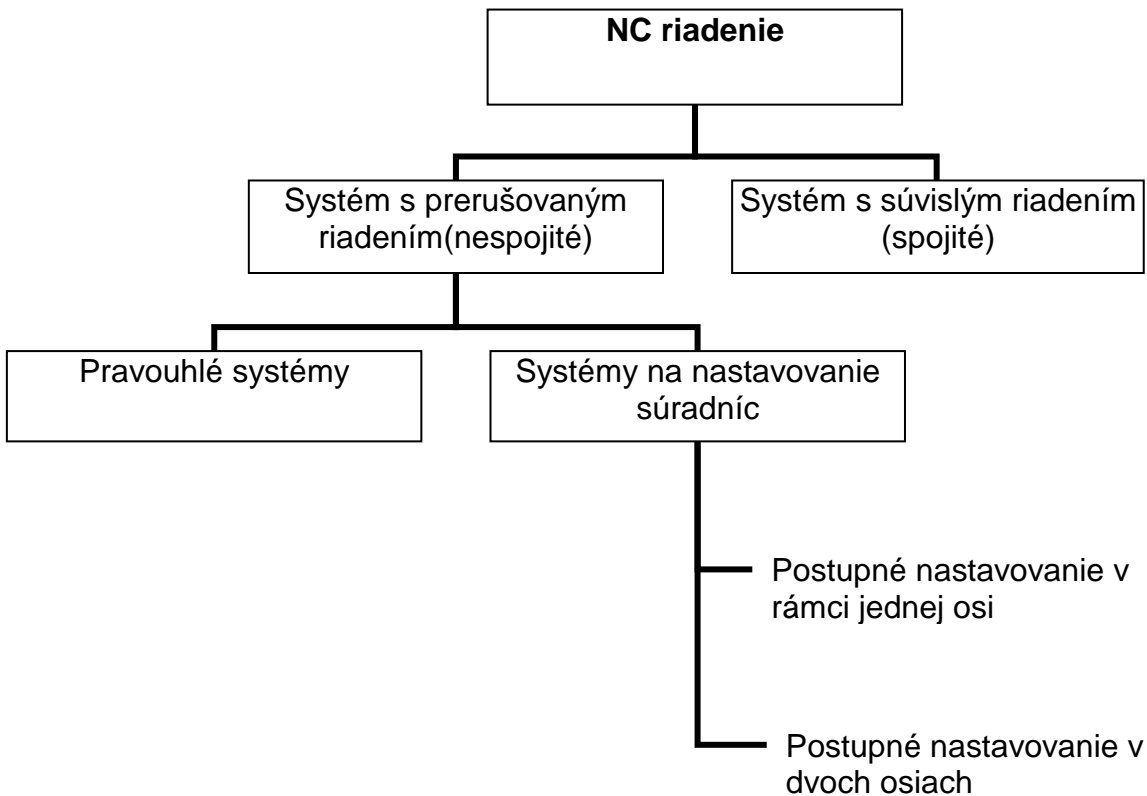 NC riadenie
Systém s prerušovaným
riadením(nespojité)
Systém s súvislým riadením
(spojité)
Pravouhlé systémy
Systémy na nastavovanie
súradníc
Postupné nastavovanie v
rámci jednej osi
Postupné nastavovanie v
dvoch osiach